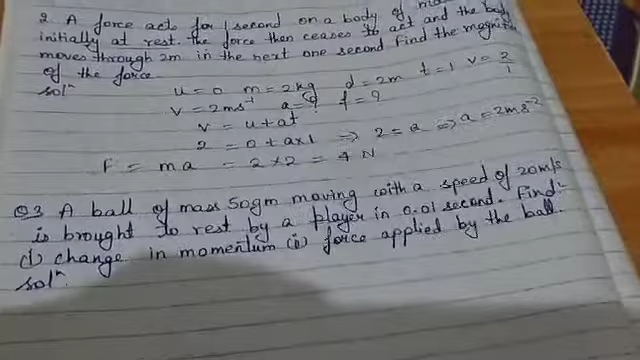 2. A force acts for 1 second on a body of
initially at rest. the force then ceases to act and the body
moves through 2m in the next one second find the magnitu
of the force
solⁿ
u = 0 m = 2kg d = 2m t = 1 v = 2/1
v = 2ms⁻¹ a = ? f = ?
v = u + at
2 = 0 + a×1 ⇒ 2 = a ⇒ a = 2ms⁻²
F = ma = 2×2 = 4 N
Q3 A ball of mass 50gm moving with a speed of 20m/s
is brought to rest by a player in 0.01 second. Find:-
(i) change in momentum (ii) force applied by the ball.
solⁿ.